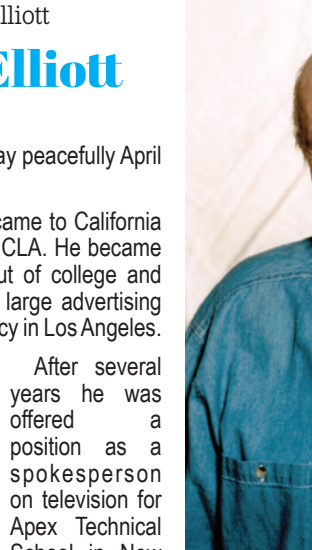 lliott
Elliott
ay peacefully April
came to California
CLA. He became
ut of college and
large advertising
cy in Los Angeles.
After several
years he was
offered a
position as a
spokesperson
on television for
Apex Technical
School in New